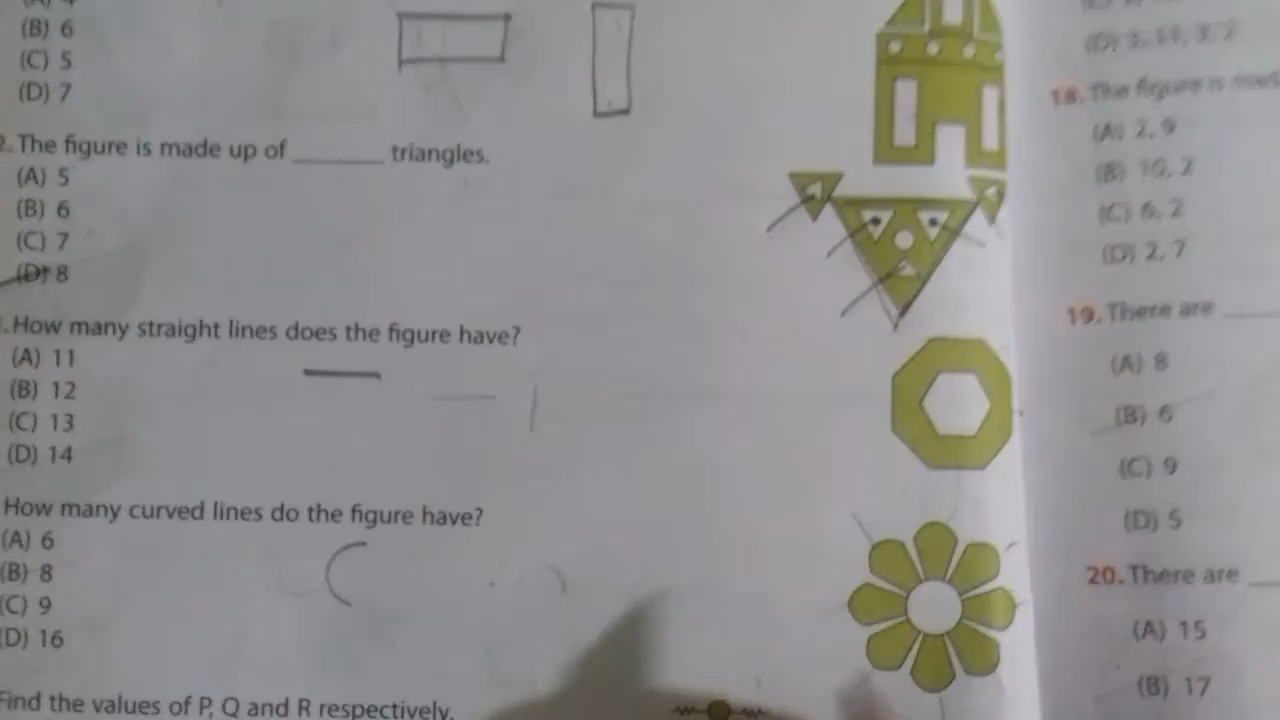 (B) 6
(C) 5
(D) 7
The figure is made up of ______ triangles.
(A) 5
(B) 6
(C) 7
(D) 8
How many straight lines does the figure have?
(A) 11
(B) 12
(C) 13
(D) 14
How many curved lines do the figure have?
(A) 6
(B) 8
(C) 9
(D) 16
Find the values of P, Q and R respectively.
18. The figure is made
(A) 2, 9
(B) 10, 2
(C) 6, 2
(D) 2, 7
19. There are
(A) 8
(B) 6
(C) 9
(D) 5
20. There are
(A) 15
(B) 17